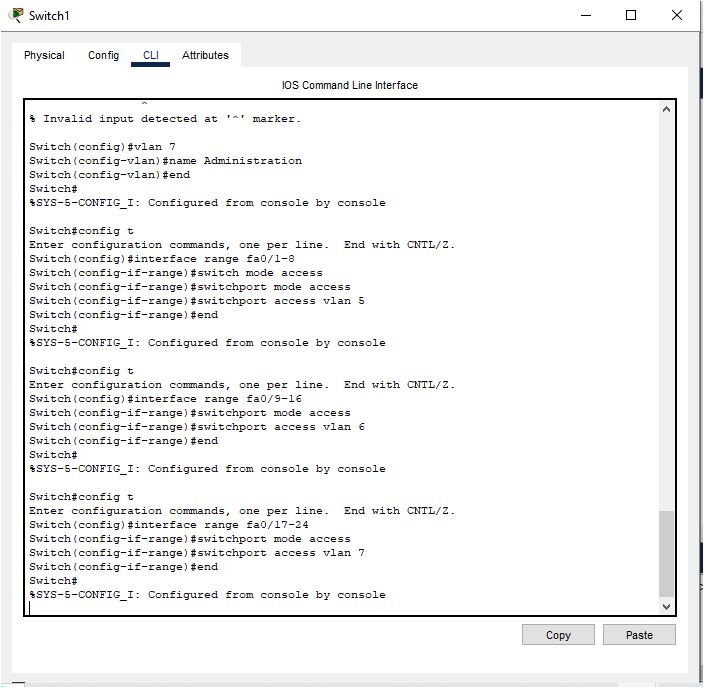 Switch1
Physical Config CLI Attributes
IOS Command Line Interface
^
% Invalid input detected at '^' marker.
Switch(config)#vlan 7
Switch(config-vlan)#name Administration
Switch(config-vlan)#end
Switch#
%SYS-5-CONFIG_I: Configured from console by console
Switch#config t
Enter configuration commands, one per line.  End with CNTL/Z.
Switch(config)#interface range fa0/1-8
Switch(config-if-range)#switch mode access
Switch(config-if-range)#switchport mode access
Switch(config-if-range)#switchport access vlan 5
Switch(config-if-range)#end
Switch#
%SYS-5-CONFIG_I: Configured from console by console
Switch#config t
Enter configuration commands, one per line.  End with CNTL/Z.
Switch(config)#interface range fa0/9-16
Switch(config-if-range)#switchport mode access
Switch(config-if-range)#switchport access vlan 6
Switch(config-if-range)#end
Switch#
%SYS-5-CONFIG_I: Configured from console by console
Switch#config t
Enter configuration commands, one per line.  End with CNTL/Z.
Switch(config)#interface range fa0/17-24
Switch(config-if-range)#switchport mode access
Switch(config-if-range)#switchport access vlan 7
Switch(config-if-range)#end
Switch#
%SYS-5-CONFIG_I: Configured from console by console
Copy Paste